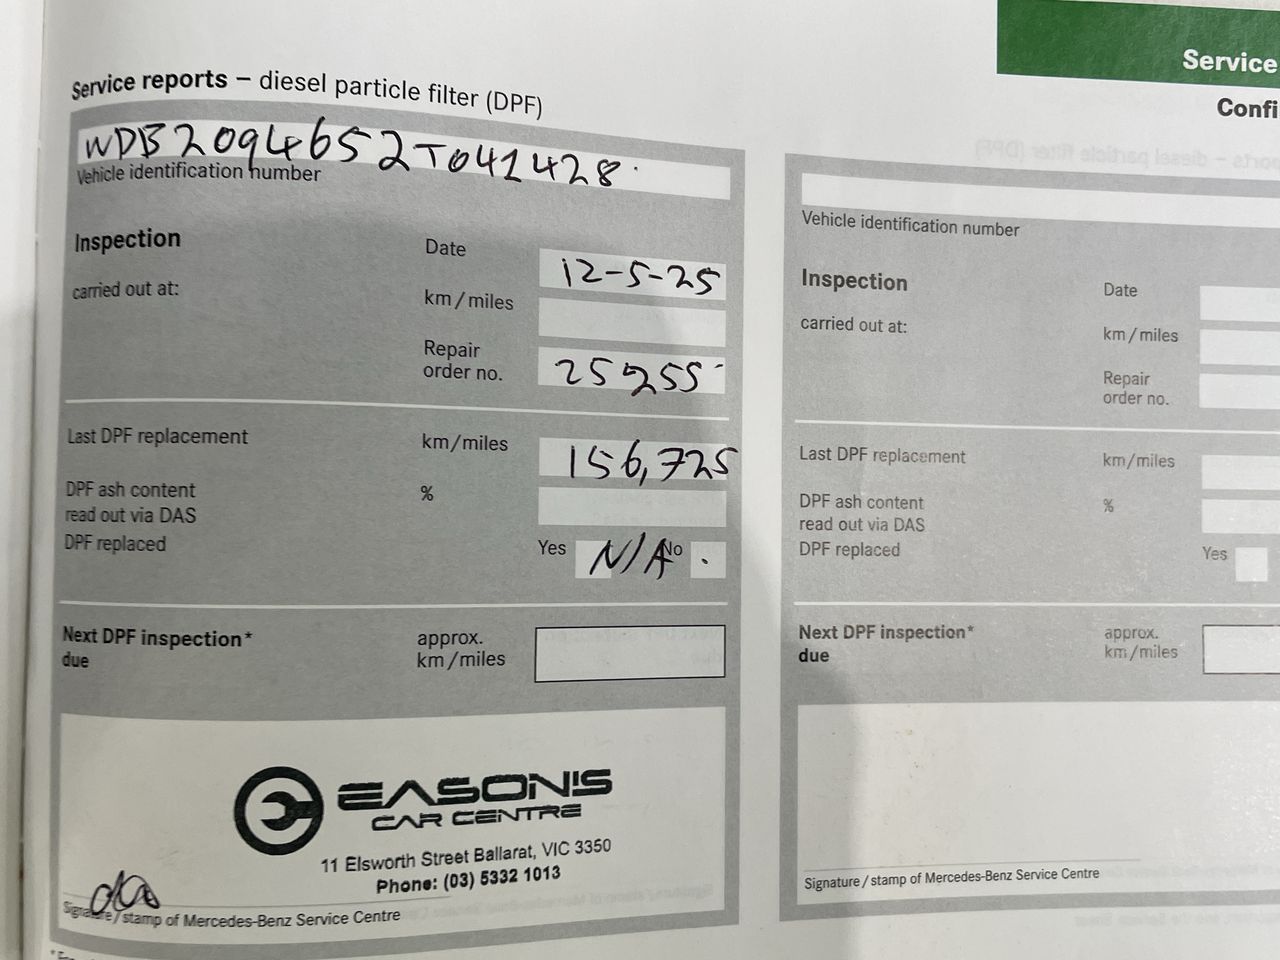 Service
Confi
Service reports – diesel particle filter (DPF)
WDB2094652T041428
Vehicle identification number
Inspection
carried out at:
Date 12-5-25
km/miles
Repair
order no. 25255
Last DPF replacement km/miles 156,725
DPF ash content %
read out via DAS
DPF replaced Yes N/A No .
Next DPF inspection* approx.
due km/miles
EASON'S
CAR CENTRE
11 Elsworth Street Ballarat, VIC 3350
Phone: (03) 5332 1013
Signature/stamp of Mercedes-Benz Service Centre
Vehicle identification number
Inspection
carried out at:
Date
km/miles
Repair
order no.
Last DPF replacement km/miles
DPF ash content %
read out via DAS
DPF replaced Yes
Next DPF inspection* approx.
due km/miles
Signature/stamp of Mercedes-Benz Service Centre